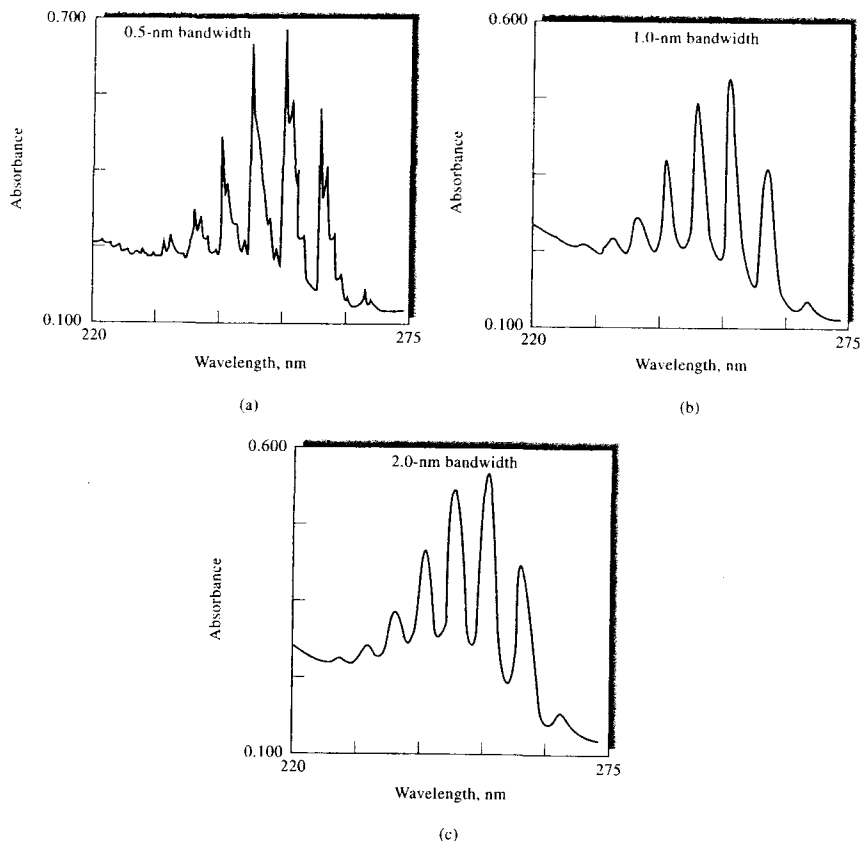 0.700
0.5-nm bandwidth
Absorbance
0.100
220
275
Wavelength, nm
(a)
0.600
1.0-nm bandwidth
Absorbance
0.100
220
275
Wavelength, nm
(b)
0.600
2.0-nm bandwidth
Absorbance
0.100
220
275
Wavelength, nm
(c)